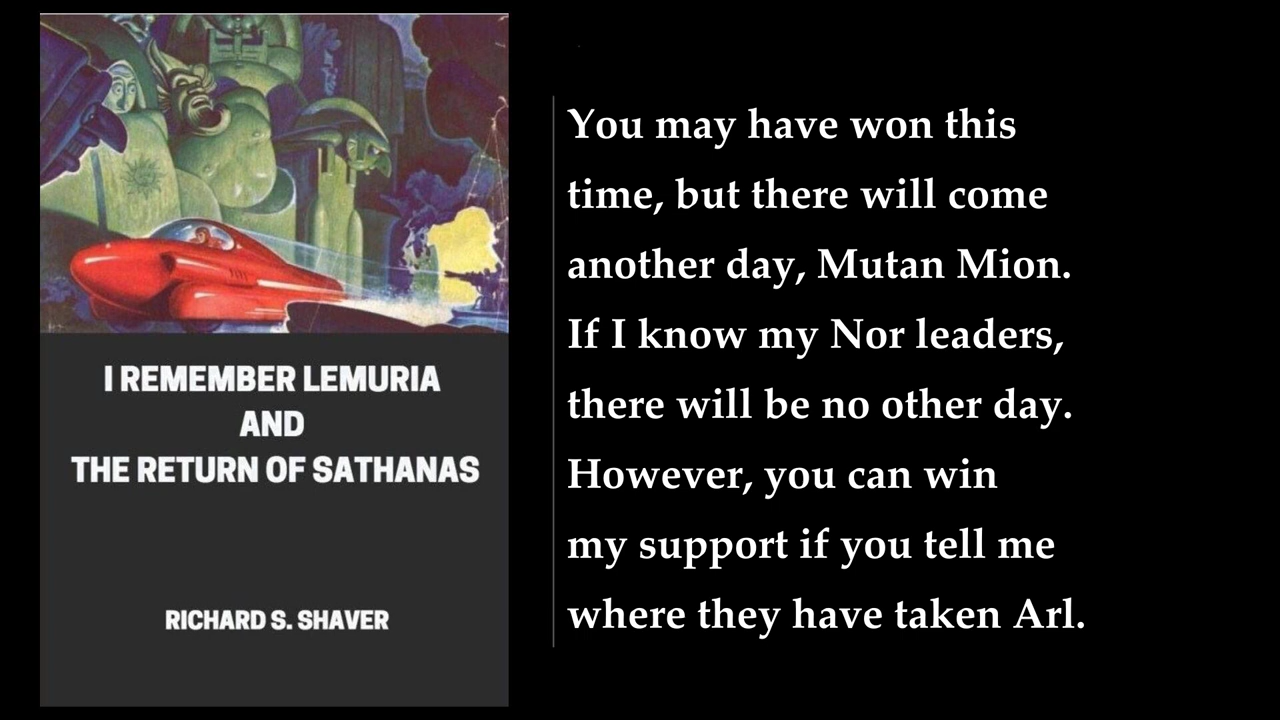 I REMEMBER LEMURIA
AND
THE RETURN OF SATHANAS
RICHARD S. SHAVER
You may have won this
time, but there will come
another day, Mutan Mion.
If I know my Nor leaders,
there will be no other day.
However, you can win
my support if you tell me
where they have taken Arl.